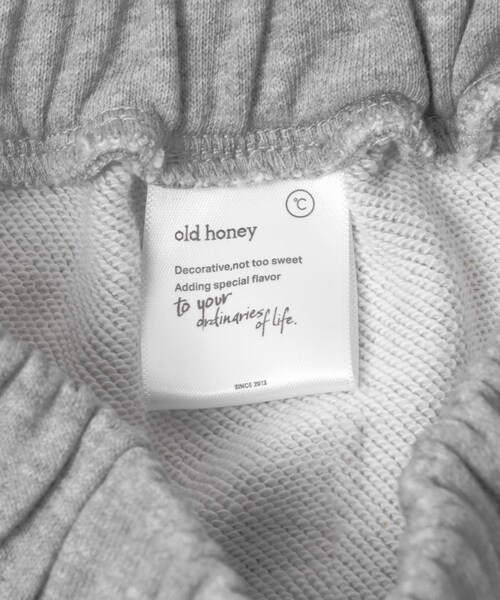 °C
old honey
Decorative,not too sweet
Adding special flavor
to your
ordinaries
of life.
SINCE 2013